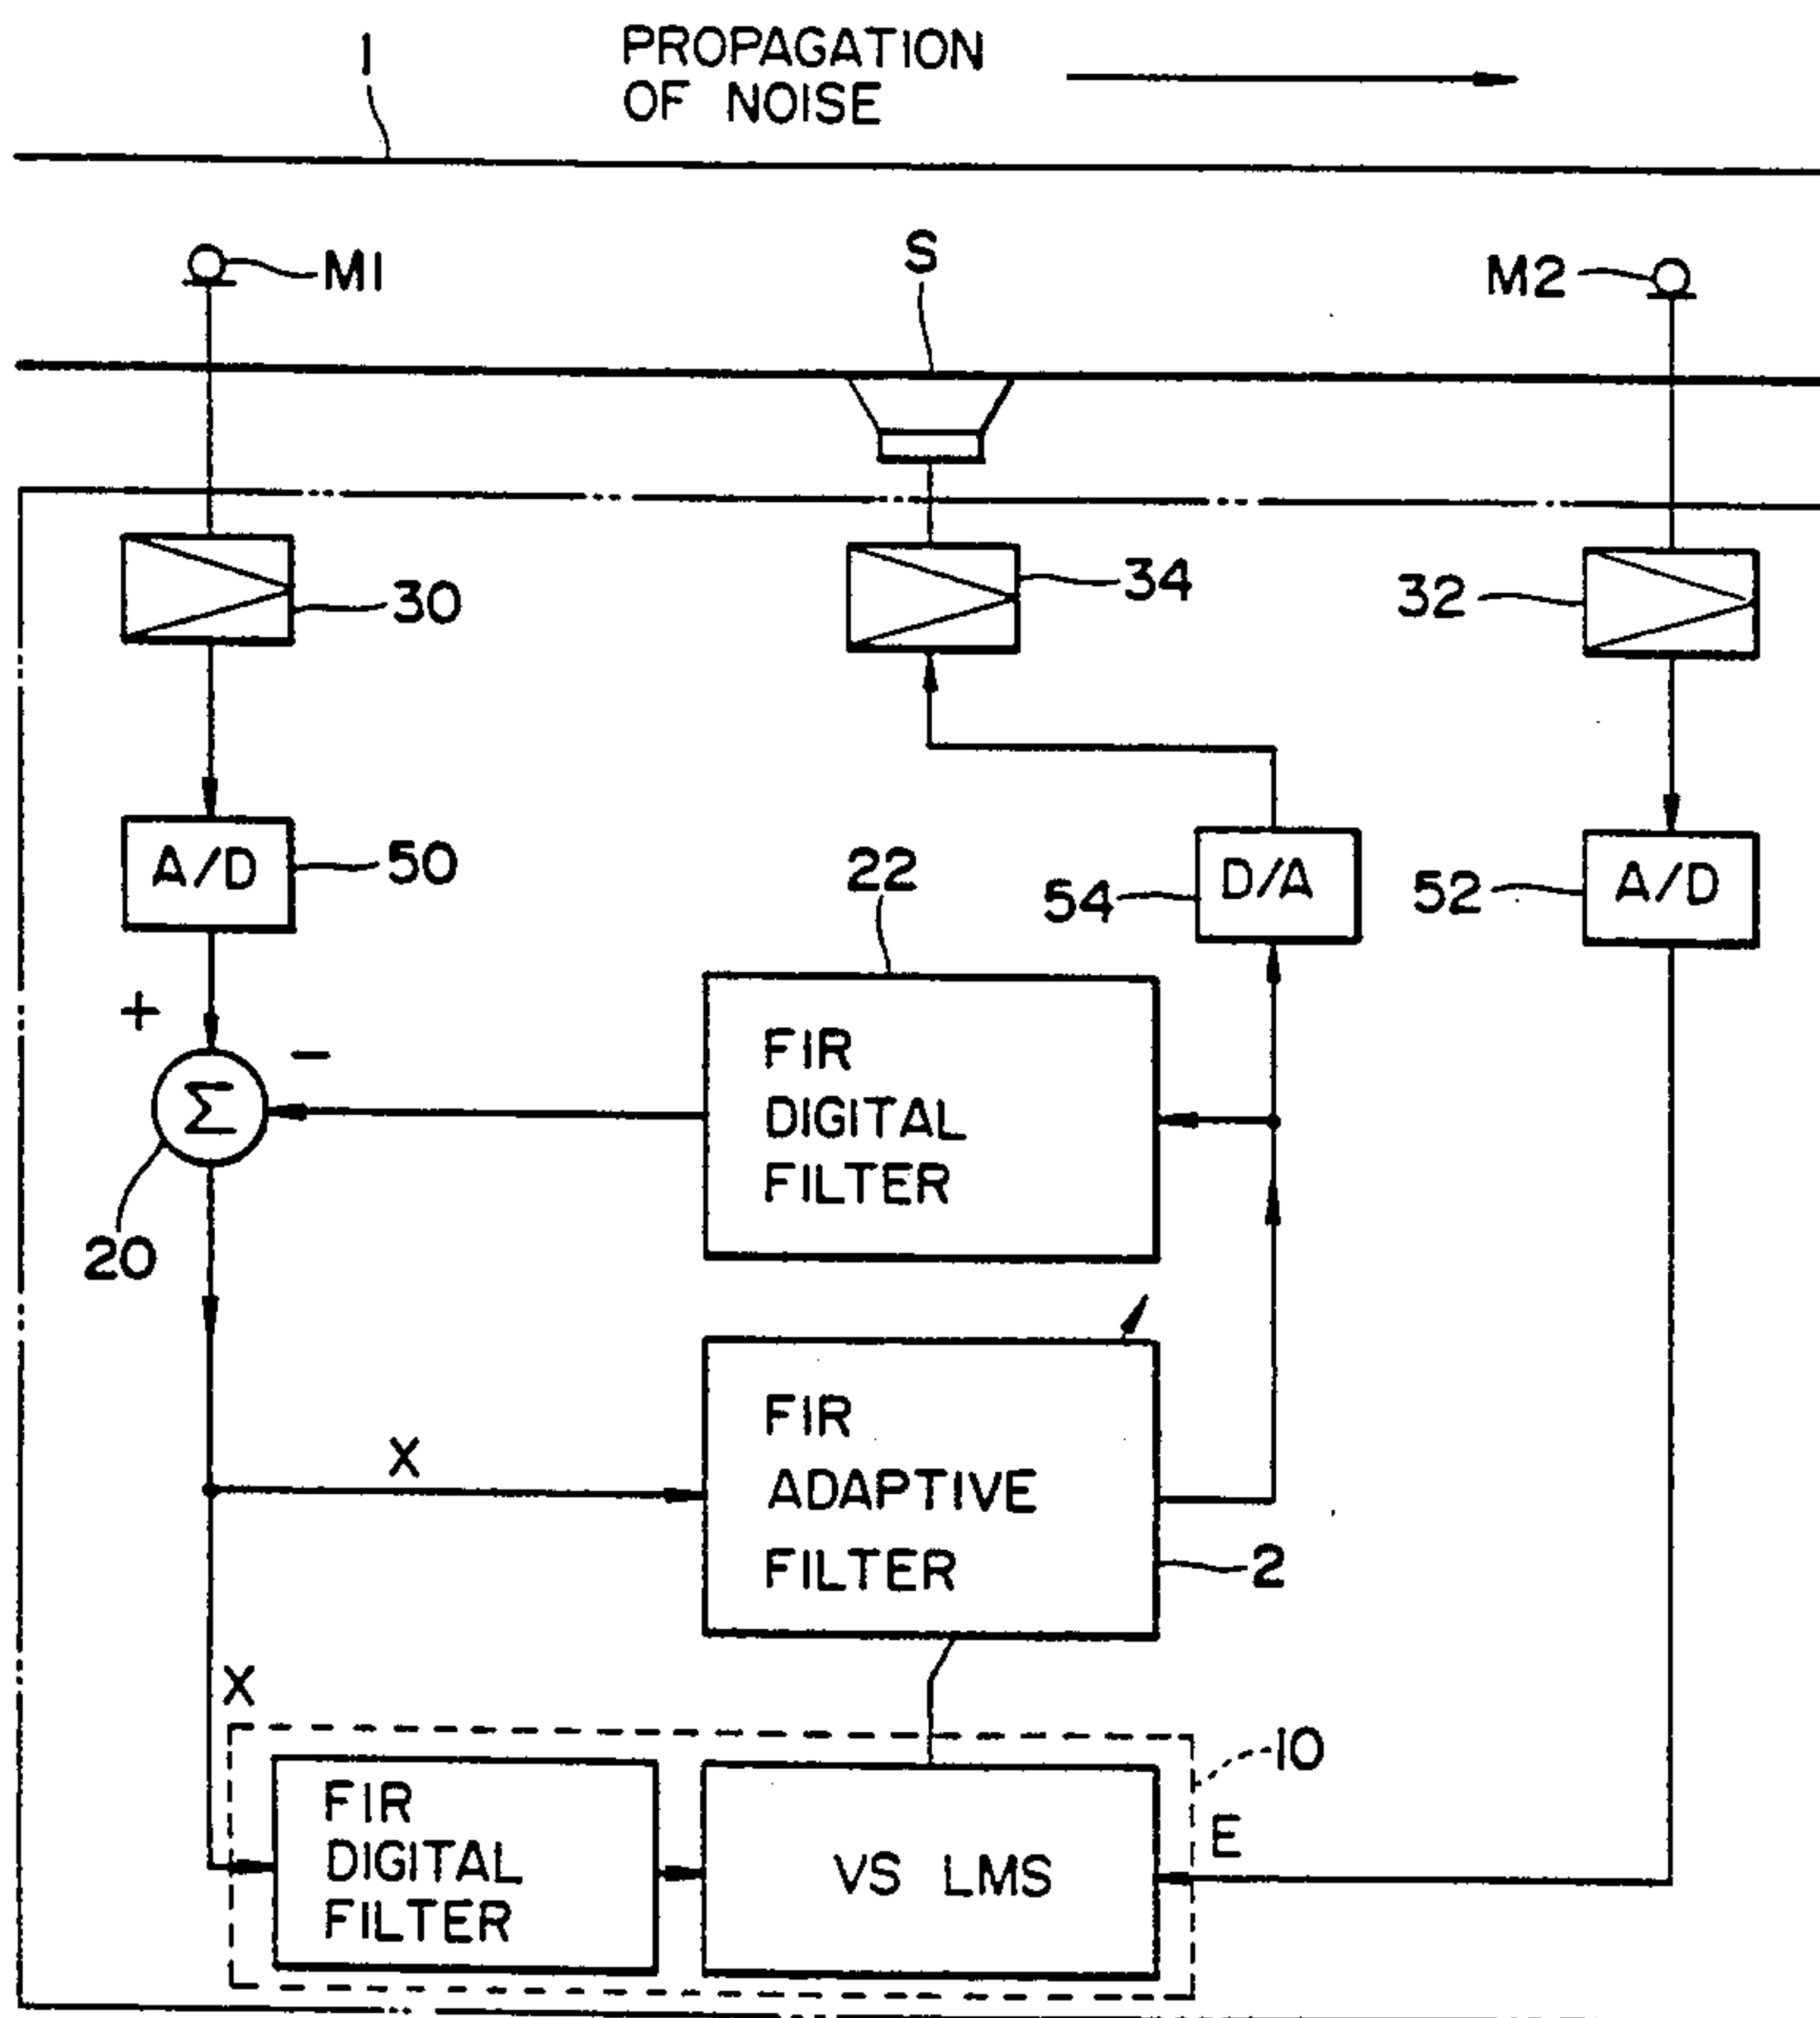 1
PROPAGATION
OF NOISE
M1
S
M2
30
34
32
A/D
50
22
54
D/A
52
A/D
+
−
FIR
DIGITAL
FILTER
Σ
20
X
FIR
ADAPTIVE
FILTER
2
X
10
FIR
DIGITAL
FILTER
VS LMS
E